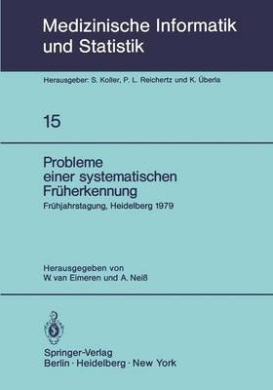 Medizinische Informatik
und Statistik
Herausgeber: S. Koller, P. L. Reichertz und K. Überla
15
Probleme
einer systematischen
Früherkennung
Frühjahrstagung, Heidelberg 1979
Herausgegeben von
W. van Eimeren und A. Neiß
Springer-Verlag
Berlin · Heidelberg · New York